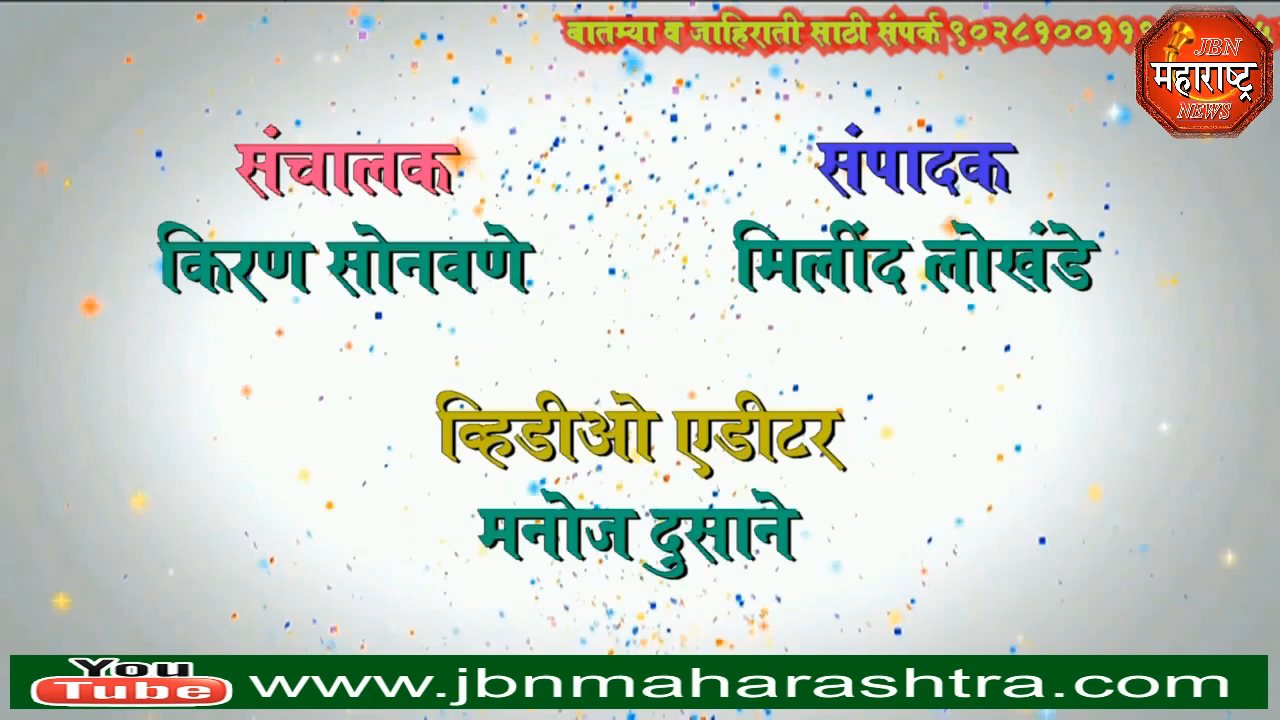 बातम्या व जाहिराती साठी संपर्क
JBN
महाराष्ट्र
NEWS
संचालक
संपादक
किरण सोनवणे
मिलींद लोखंडे
व्हिडीओ एडीटर
मनोज दुसाने
You
Tube
www.jbnmaharashtra.com